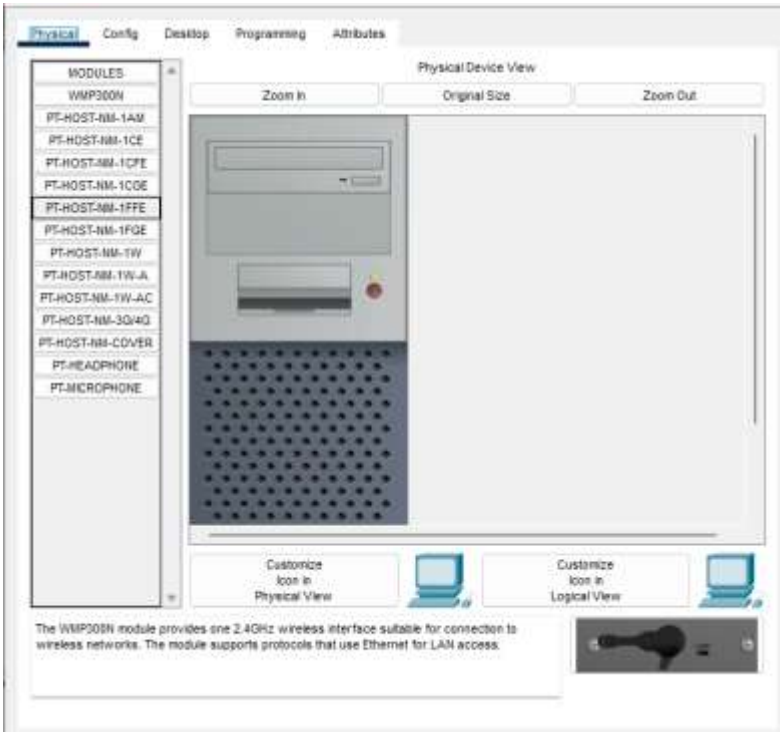 Physical Config Desktop Programming Attributes
MODULES
WMP300N
PT-HOST-NM-1AM
PT-HOST-NM-1CE
PT-HOST-NM-1CFE
PT-HOST-NM-1CGE
PT-HOST-NM-1FFE
PT-HOST-NM-1FGE
PT-HOST-NM-1W
PT-HOST-NM-1W-A
PT-HOST-NM-1W-AC
PT-HOST-NM-3G/4G
PT-HOST-NM-COVER
PT-HEADPHONE
PT-MICROPHONE
Physical Device View
Zoom In Original Size Zoom Out
Customize
Icon in
Physical View
Customize
Icon in
Logical View
The WMP300N module provides one 2.4GHz wireless interface suitable for connection to
wireless networks. The module supports protocols that use Ethernet for LAN access.